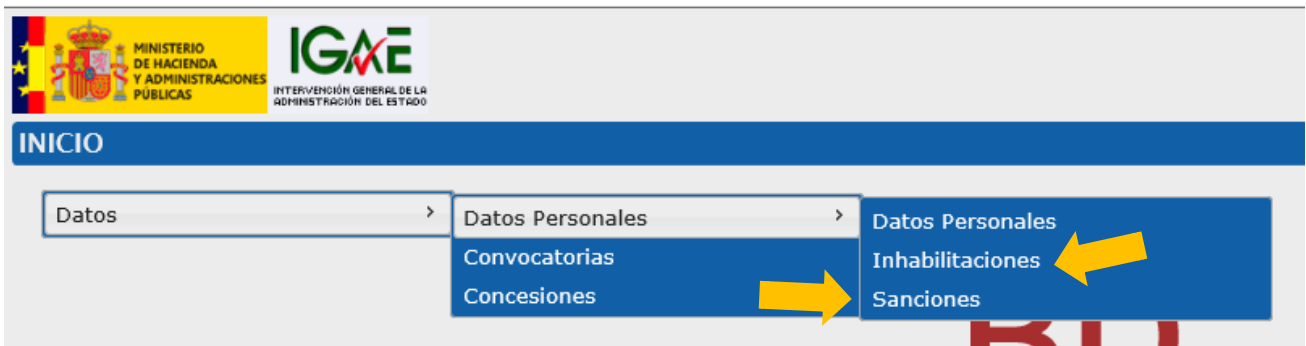 MINISTERIO
DE HACIENDA
Y ADMINISTRACIONES
PÚBLICAS
IGAE
INTERVENCIÓN GENERAL DE LA
ADMINISTRACIÓN DEL ESTADO
INICIO
Datos >
Datos Personales >
Convocatorias
Concesiones
Datos Personales
Inhabilitaciones
Sanciones